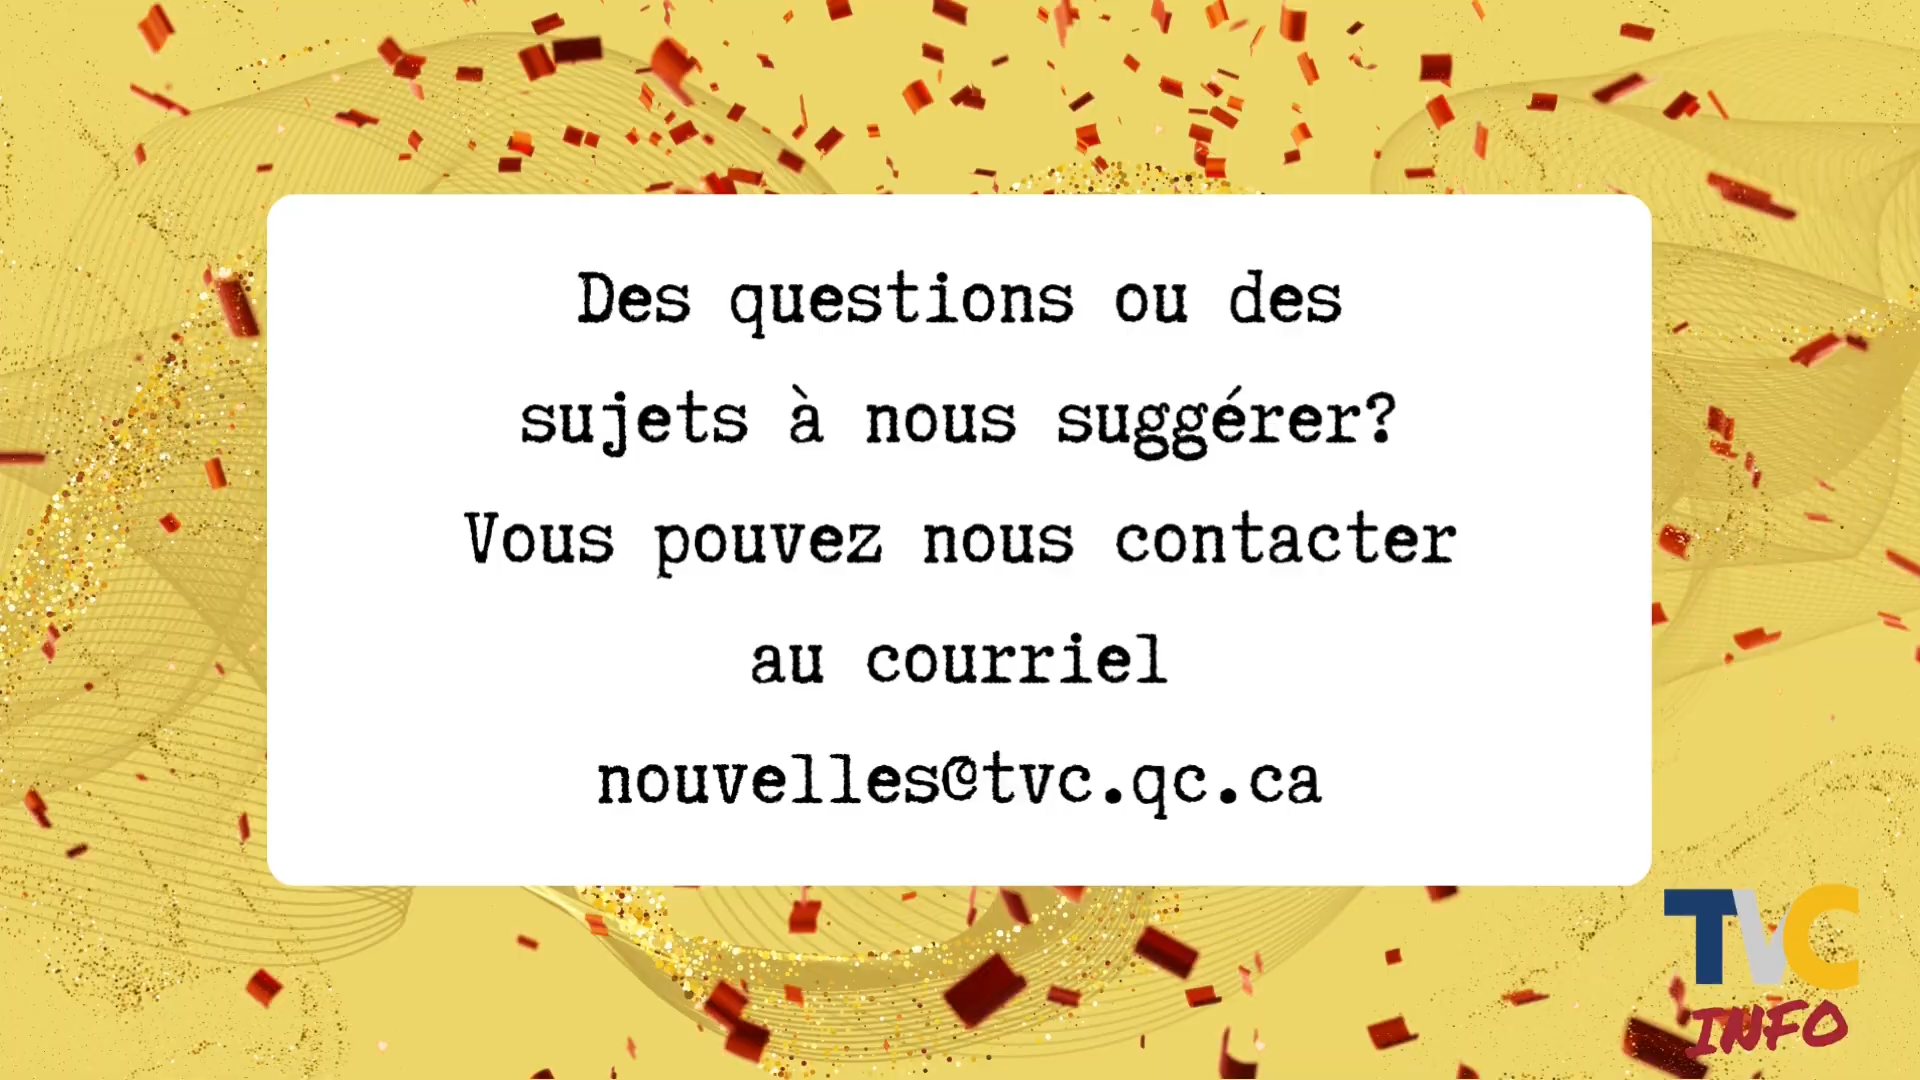 Des questions ou des
sujets à nous suggérer?
Vous pouvez nous contacter
au courriel
nouvelles@tvc.qc.ca
TVC
INFO